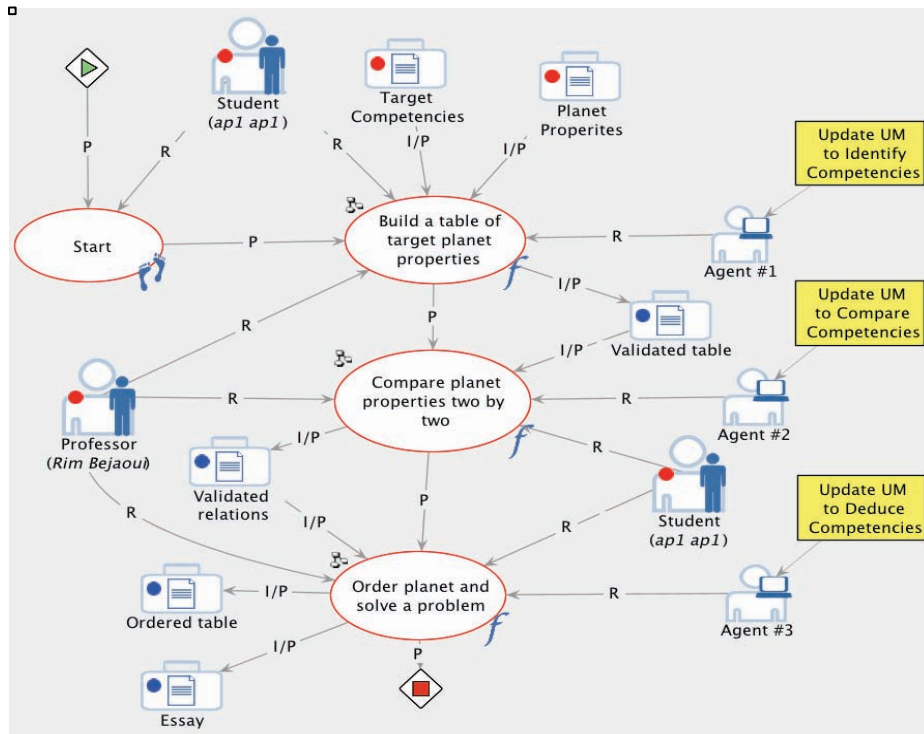 Student
(ap1 ap1)
Target
Competencies
Planet
Properites
P
R
R
I/P
I/P
Update UM
to Identify
Competencies
Start
P
Build a table of
target planet
properties
f
R
Agent #1
R
P
I/P
Validated table
Update UM
to Compare
Competencies
I/P
Professor
(Rim Bejaoui)
R
Compare planet
properties two by
two
f
R
Agent #2
I/P
Validated
relations
R
P
R
Student
(ap1 ap1)
Update UM
to Deduce
Competencies
I/P
R
Ordered table
I/P
Order planet and
solve a problem
f
R
Agent #3
I/P
P
Essay